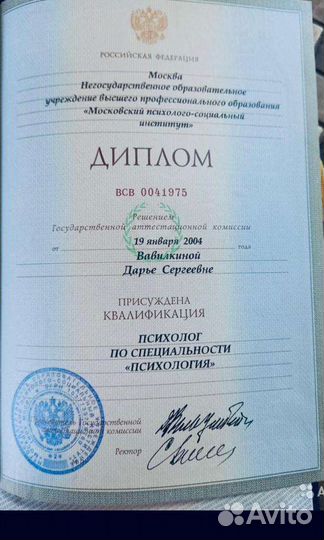 РОССИЙСКАЯ ФЕДЕРАЦИЯ
Москва
Негосударственное образовательное
учреждение высшего профессионального образования
«Московский психолого-социальный
институт»
ДИПЛОМ
ВСВ 0041975
Решением
Государственной аттестационной комиссии
от 19 января 2004 года
Вавилкиной
Дарье Сергеевне
ПРИСУЖДЕНА
КВАЛИФИКАЦИЯ
ПСИХОЛОГ
ПО СПЕЦИАЛЬНОСТИ
«ПСИХОЛОГИЯ»
Государственной
комиссии
Ректор
Avito